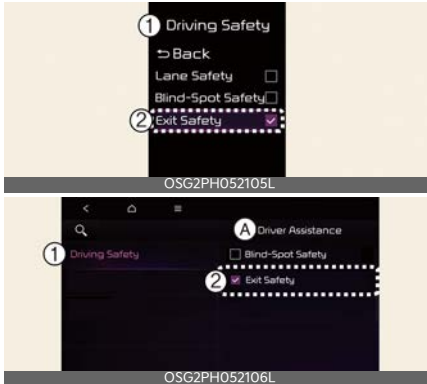 ① Driving Safety
⮌ Back
Lane Safety
Blind-Spot Safety
② Exit Safety
OSG2PH052105L
Ⓐ Driver Assistance
① Driving Safety
Blind-Spot Safety
② Exit Safety
OSG2PH052106L